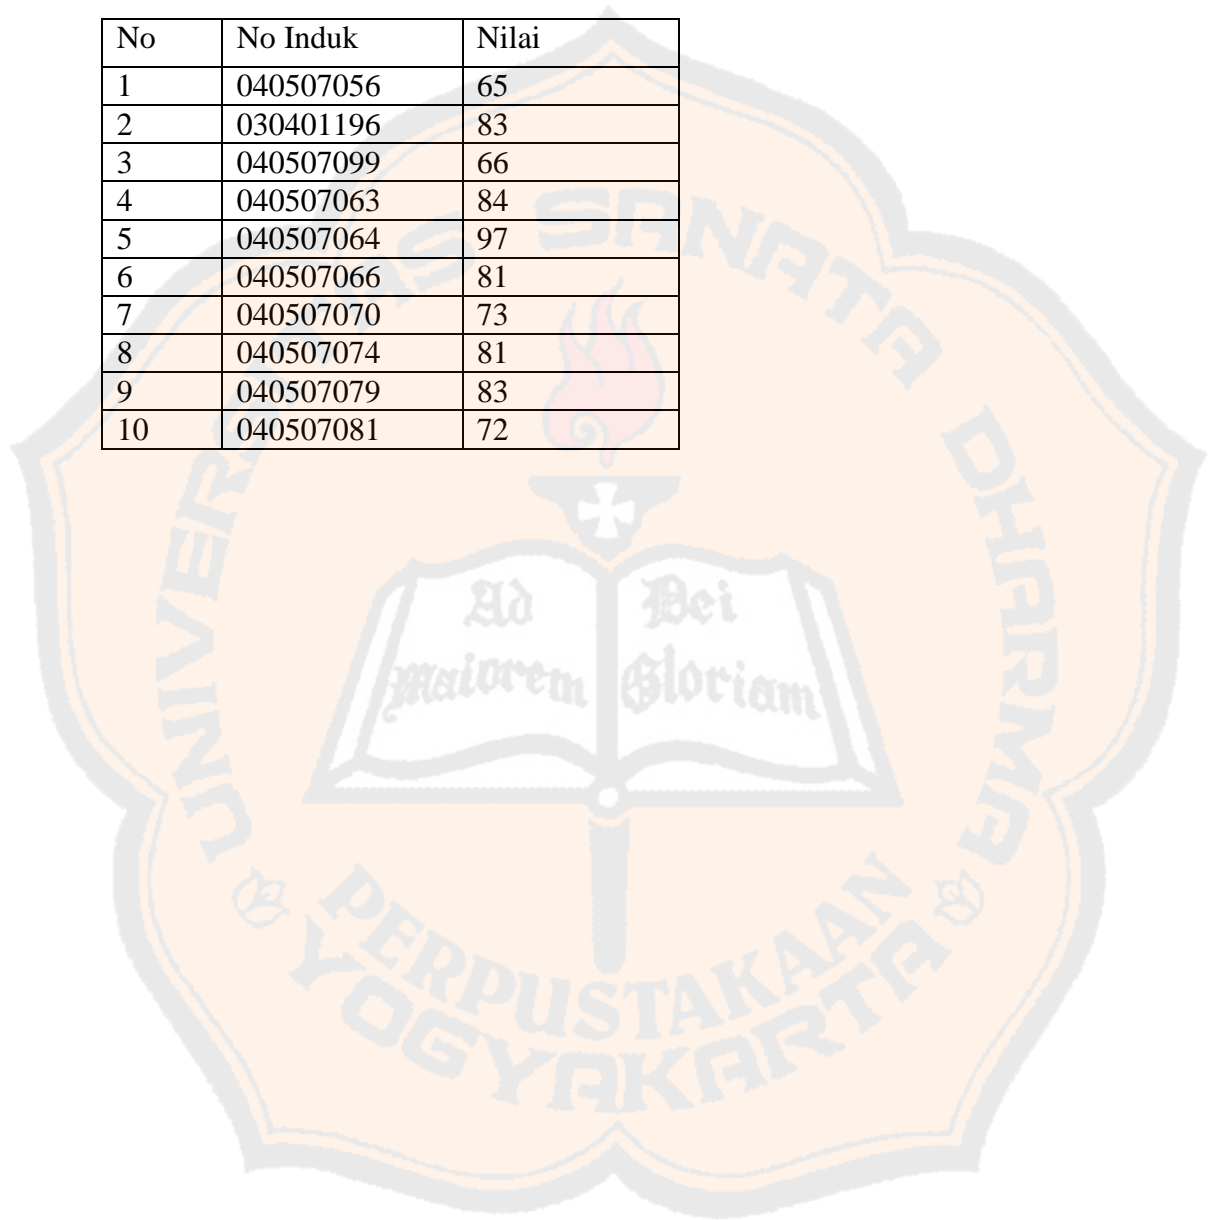 No No Induk Nilai
1 040507056 65
2 030401196 83
3 040507099 66
4 040507063 84
5 040507064 97
6 040507066 81
7 040507070 73
8 040507074 81
9 040507079 83
10 040507081 72
UNIVERSITAS SANATA DHARMA
Ad Dei
Maiorem Gloriam
PERPUSTAKAAN
YOGYAKARTA